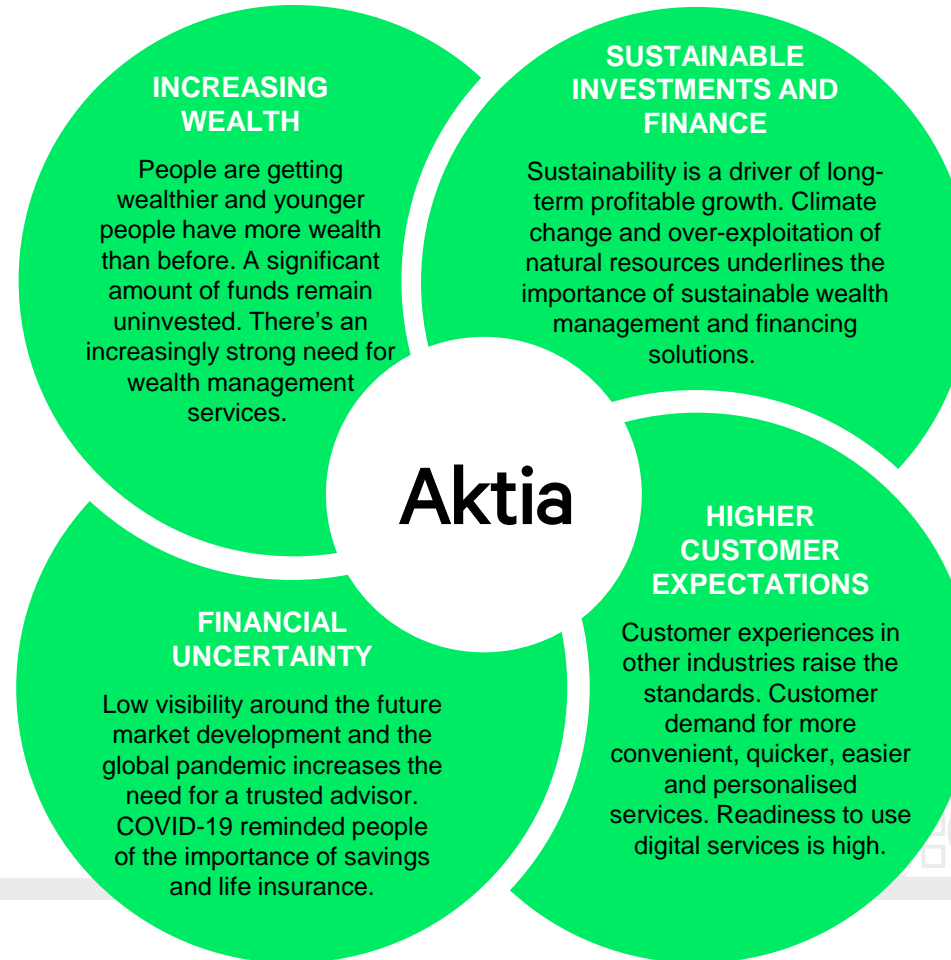 INCREASING
WEALTH
People are getting
wealthier and younger
people have more wealth
than before. A significant
amount of funds remain
uninvested. There’s an
increasingly strong need for
wealth management
services.
SUSTAINABLE
INVESTMENTS AND
FINANCE
Sustainability is a driver of long-
term profitable growth. Climate
change and over-exploitation of
natural resources underlines the
importance of sustainable wealth
management and financing
solutions.
Aktia
FINANCIAL
UNCERTAINTY
Low visibility around the future
market development and the
global pandemic increases the
need for a trusted advisor.
COVID-19 reminded people
of the importance of savings
and life insurance.
HIGHER
CUSTOMER
EXPECTATIONS
Customer experiences in
other industries raise the
standards. Customer
demand for more
convenient, quicker, easier
and personalised
services. Readiness to use
digital services is high.